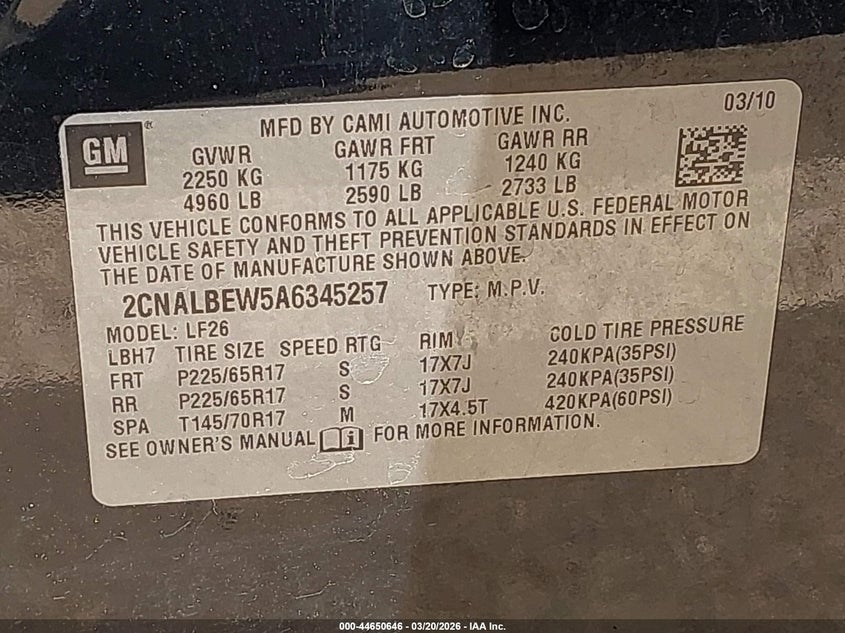 GM
MFD BY CAMI AUTOMOTIVE INC.
03/10
GVWR GAWR FRT GAWR RR
2250 KG 1175 KG 1240 KG
4960 LB 2590 LB 2733 LB
THIS VEHICLE CONFORMS TO ALL APPLICABLE U.S. FEDERAL MOTOR
VEHICLE SAFETY AND THEFT PREVENTION STANDARDS IN EFFECT ON
THE DATE OF MANUFACTURE SHOWN ABOVE.
2CNALBEW5A6345257 TYPE: M.P.V.
MODEL: LF26
LBH7 TIRE SIZE SPEED RTG RIM COLD TIRE PRESSURE
FRT P225/65R17 S 17X7J 240KPA(35PSI)
RR P225/65R17 S 17X7J 240KPA(35PSI)
SPA T145/70R17 M 17X4.5T 420KPA(60PSI)
SEE OWNER'S MANUAL FOR MORE INFORMATION.
000-44650646 - 03/20/2026 - IAA Inc.